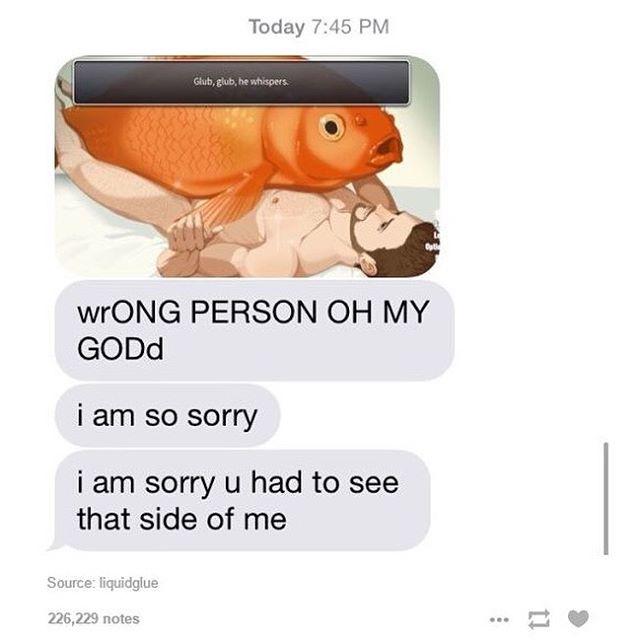 Today 7:45 PM
Glub, glub, he whispers.
wrONG PERSON OH MY
GODd
i am so sorry
i am sorry u had to see
that side of me
Source: liquidglue
226,229 notes